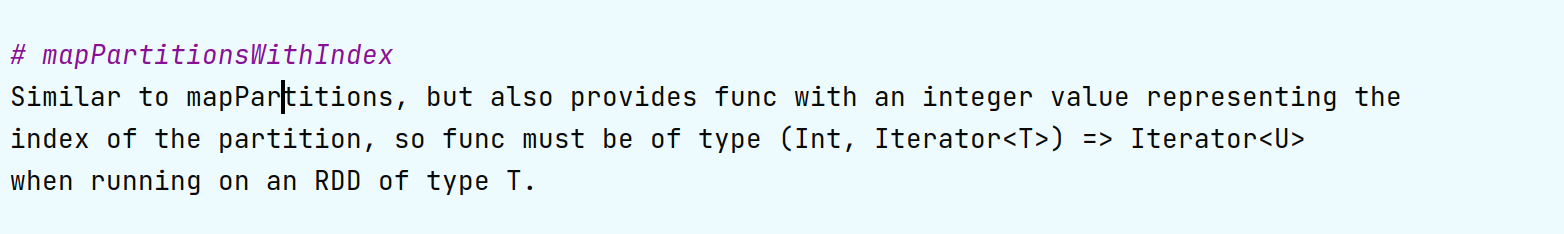 # mapPartitionsWithIndex
Similar to mapPartitions, but also provides func with an integer value representing the
index of the partition, so func must be of type (Int, Iterator<T>) => Iterator<U>
when running on an RDD of type T.